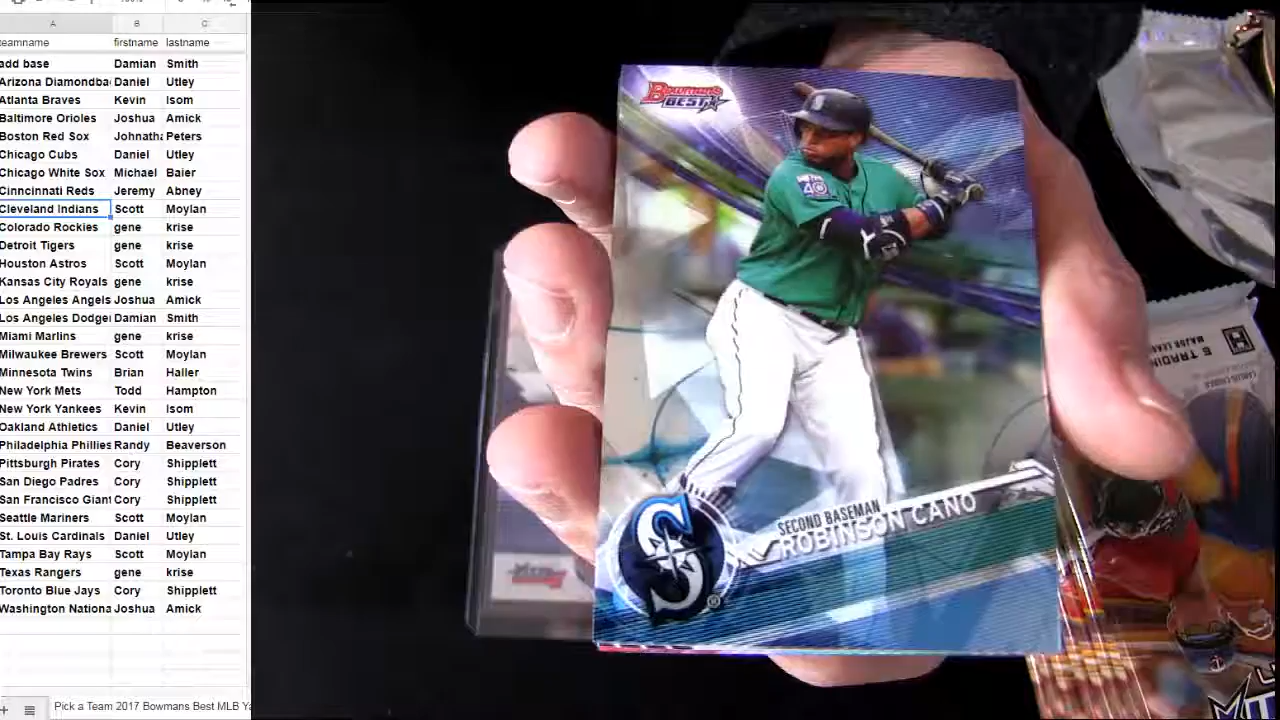 A B C
teamname firstname lastname
add base Damian Smith
Arizona Diamondba Daniel Utley
Atlanta Braves Kevin Isom
Baltimore Orioles Joshua Amick
Boston Red Sox Johnatha Peters
Chicago Cubs Daniel Utley
Chicago White Sox Michael Baier
Cinncincnati Reds Jeremy Abney
Cleveland Indians Scott Moylan
Colorado Rockies gene krise
Detroit Tigers gene krise
Houston Astros Scott Moylan
Kansas City Royals gene krise
Los Angeles Angels Joshua Amick
Los Angeles Dodger Damian Smith
Miami Marlins gene krise
Milwaukee Brewers Scott Moylan
Minnesota Twins Brian Haller
New York Mets Todd Hampton
New York Yankees Kevin Isom
Oakland Athletics Daniel Utley
Philadelphia Phillies Randy Beaverson
Pittsburgh Pirates Cory Shipplett
San Diego Padres Cory Shipplett
San Francisco Giant Cory Shipplett
Seattle Mariners Scott Moylan
St. Louis Cardinals Daniel Utley
Tampa Bay Rays Scott Moylan
Texas Rangers gene krise
Toronto Blue Jays Cory Shipplett
Washington Nationa Joshua Amick
Pick a Team 2017 Bowmans Best MLB Ya
BOWMAN'S BEST
40
S
SECOND BASEMAN
ROBINSON CANO
®
5 TRADIN
MAJOR LEA
H